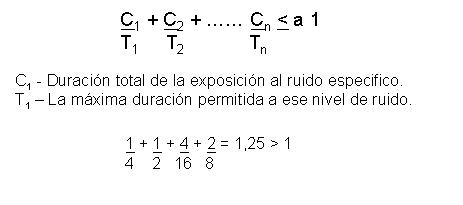 C1 + C2 + ...... Cn ≤ a 1
T1 T2 Tn
C1 - Duración total de la exposición al ruido especifico.
T1 – La máxima duración permitida a ese nivel de ruido.
1 + 1 + 4 + 2 = 1,25 > 1
4 2 16 8